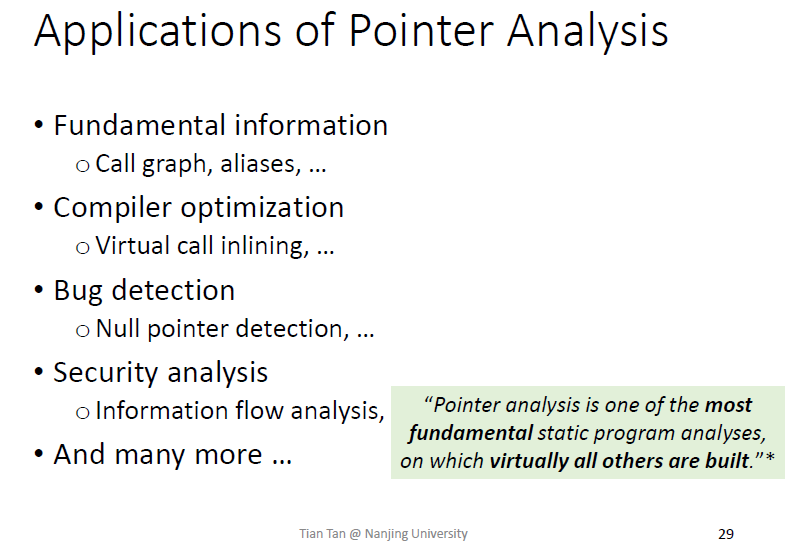 Applications of Pointer Analysis
• Fundamental information
o Call graph, aliases, …
• Compiler optimization
o Virtual call inlining, …
• Bug detection
o Null pointer detection, …
• Security analysis
o Information flow analysis,
• And many more …
“Pointer analysis is one of the most
fundamental static program analyses,
on which virtually all others are built.”*
Tian Tan @ Nanjing University
29